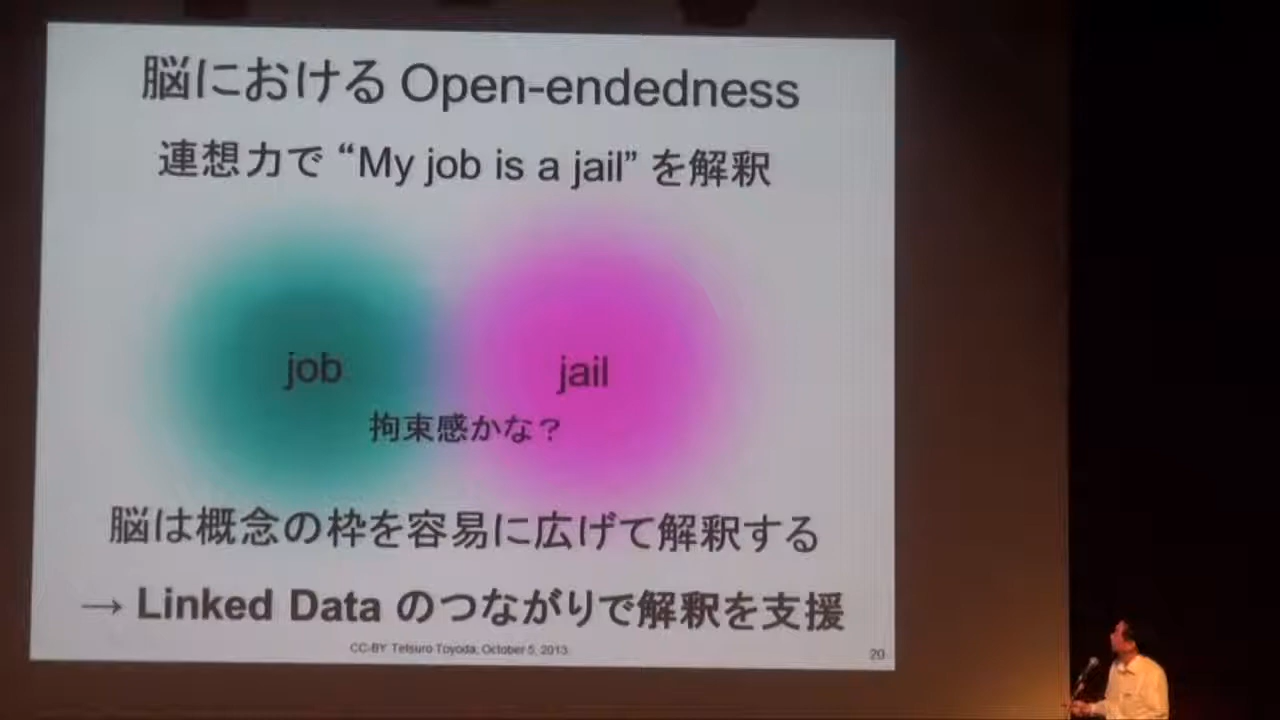 脳における Open-endedness
連想力で “My job is a jail” を解釈
job
jail
拘束感かな？
脳は概念の枠を容易に広げて解釈する
→ Linked Data のつながりで解釈を支援
CC-BY Tetsuro Toyoda, October 5, 2013
20